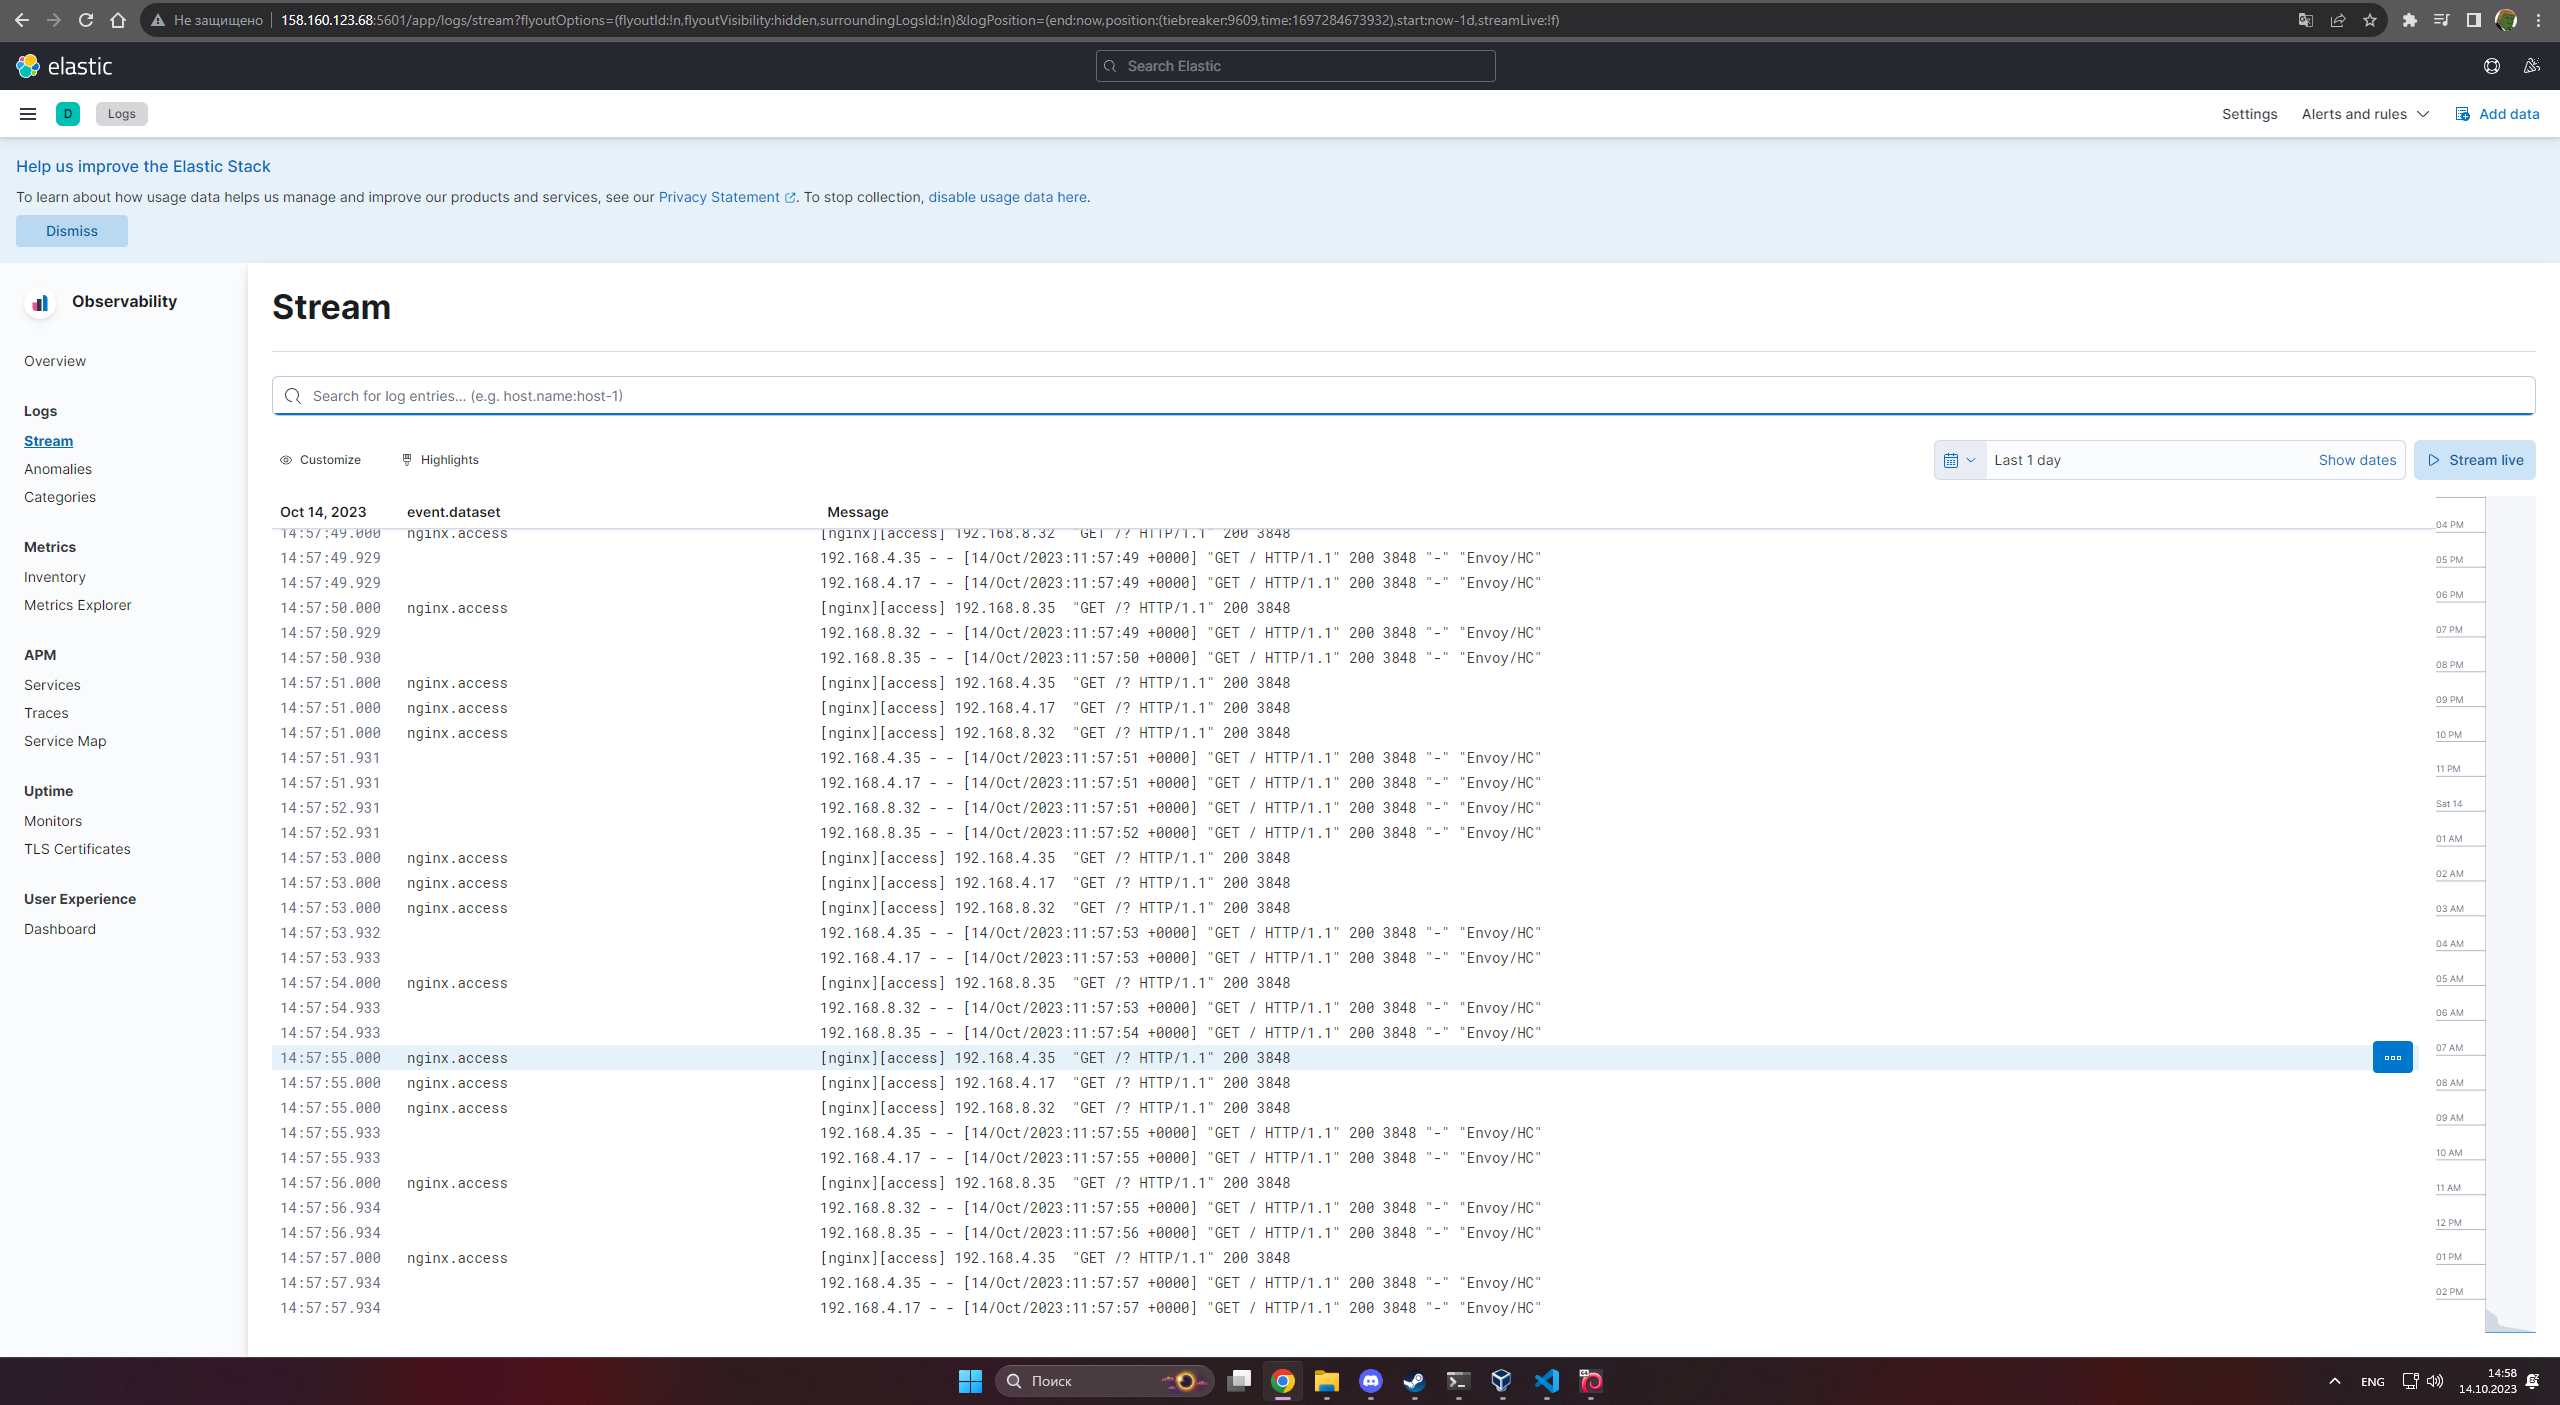 Не защищено
158.160.123.68:5601/app/logs/stream?flyoutOptions=(flyoutId:!n,flyoutVisibility:hidden,surroundingLogsId:!n)&logPosition=(end:now,position:(tiebreaker:9609,time:1697284673932),start:now-1d,streamLive:!f)
elastic
Search Elastic
D
Logs
Settings
Alerts and rules
Add data
Help us improve the Elastic Stack
To learn about how usage data helps us manage and improve our products and services, see our Privacy Statement. To stop collection, disable usage data here.
Dismiss
Observability
Overview
Logs
Stream
Anomalies
Categories
Metrics
Inventory
Metrics Explorer
APM
Services
Traces
Service Map
Uptime
Monitors
TLS Certificates
User Experience
Dashboard
Stream
Search for log entries... (e.g. host.name:host-1)
Customize
Highlights
Last 1 day
Show dates
Stream live
Oct 14, 2023 event.dataset Message
14:57:49.000 nginx.access [nginx][access] 192.168.8.32 "GET /? HTTP/1.1" 200 3848
14:57:49.929 192.168.4.35 - - [14/Oct/2023:11:57:49 +0000] "GET / HTTP/1.1" 200 3848 "-" "Envoy/HC"
14:57:49.929 192.168.4.17 - - [14/Oct/2023:11:57:49 +0000] "GET / HTTP/1.1" 200 3848 "-" "Envoy/HC"
14:57:50.000 nginx.access [nginx][access] 192.168.8.35 "GET /? HTTP/1.1" 200 3848
14:57:50.929 192.168.8.32 - - [14/Oct/2023:11:57:49 +0000] "GET / HTTP/1.1" 200 3848 "-" "Envoy/HC"
14:57:50.930 192.168.8.35 - - [14/Oct/2023:11:57:50 +0000] "GET / HTTP/1.1" 200 3848 "-" "Envoy/HC"
14:57:51.000 nginx.access [nginx][access] 192.168.4.35 "GET /? HTTP/1.1" 200 3848
14:57:51.000 nginx.access [nginx][access] 192.168.4.17 "GET /? HTTP/1.1" 200 3848
14:57:51.000 nginx.access [nginx][access] 192.168.8.32 "GET /? HTTP/1.1" 200 3848
14:57:51.931 192.168.4.35 - - [14/Oct/2023:11:57:51 +0000] "GET / HTTP/1.1" 200 3848 "-" "Envoy/HC"
14:57:51.931 192.168.4.17 - - [14/Oct/2023:11:57:51 +0000] "GET / HTTP/1.1" 200 3848 "-" "Envoy/HC"
14:57:52.931 192.168.8.32 - - [14/Oct/2023:11:57:51 +0000] "GET / HTTP/1.1" 200 3848 "-" "Envoy/HC"
14:57:52.931 192.168.8.35 - - [14/Oct/2023:11:57:52 +0000] "GET / HTTP/1.1" 200 3848 "-" "Envoy/HC"
14:57:53.000 nginx.access [nginx][access] 192.168.4.35 "GET /? HTTP/1.1" 200 3848
14:57:53.000 nginx.access [nginx][access] 192.168.4.17 "GET /? HTTP/1.1" 200 3848
14:57:53.000 nginx.access [nginx][access] 192.168.8.32 "GET /? HTTP/1.1" 200 3848
14:57:53.932 192.168.4.35 - - [14/Oct/2023:11:57:53 +0000] "GET / HTTP/1.1" 200 3848 "-" "Envoy/HC"
14:57:53.933 192.168.4.17 - - [14/Oct/2023:11:57:53 +0000] "GET / HTTP/1.1" 200 3848 "-" "Envoy/HC"
14:57:54.000 nginx.access [nginx][access] 192.168.8.35 "GET /? HTTP/1.1" 200 3848
14:57:54.933 192.168.8.32 - - [14/Oct/2023:11:57:53 +0000] "GET / HTTP/1.1" 200 3848 "-" "Envoy/HC"
14:57:54.933 192.168.8.35 - - [14/Oct/2023:11:57:54 +0000] "GET / HTTP/1.1" 200 3848 "-" "Envoy/HC"
14:57:55.000 nginx.access [nginx][access] 192.168.4.35 "GET /? HTTP/1.1" 200 3848
14:57:55.000 nginx.access [nginx][access] 192.168.4.17 "GET /? HTTP/1.1" 200 3848
14:57:55.000 nginx.access [nginx][access] 192.168.8.32 "GET /? HTTP/1.1" 200 3848
14:57:55.933 192.168.4.35 - - [14/Oct/2023:11:57:55 +0000] "GET / HTTP/1.1" 200 3848 "-" "Envoy/HC"
14:57:55.933 192.168.4.17 - - [14/Oct/2023:11:57:55 +0000] "GET / HTTP/1.1" 200 3848 "-" "Envoy/HC"
14:57:56.000 nginx.access [nginx][access] 192.168.8.35 "GET /? HTTP/1.1" 200 3848
14:57:56.934 192.168.8.32 - - [14/Oct/2023:11:57:55 +0000] "GET / HTTP/1.1" 200 3848 "-" "Envoy/HC"
14:57:56.934 192.168.8.35 - - [14/Oct/2023:11:57:56 +0000] "GET / HTTP/1.1" 200 3848 "-" "Envoy/HC"
14:57:57.000 nginx.access [nginx][access] 192.168.4.35 "GET /? HTTP/1.1" 200 3848
14:57:57.934 192.168.4.35 - - [14/Oct/2023:11:57:57 +0000] "GET / HTTP/1.1" 200 3848 "-" "Envoy/HC"
14:57:57.934 192.168.4.17 - - [14/Oct/2023:11:57:57 +0000] "GET / HTTP/1.1" 200 3848 "-" "Envoy/HC"
04 PM
05 PM
06 PM
07 PM
08 PM
09 PM
10 PM
11 PM
Sat 14
01 AM
02 AM
03 AM
04 AM
05 AM
06 AM
07 AM
08 AM
09 AM
10 AM
11 AM
12 PM
01 PM
02 PM
Поиск
ENG
14:58
14.10.2023